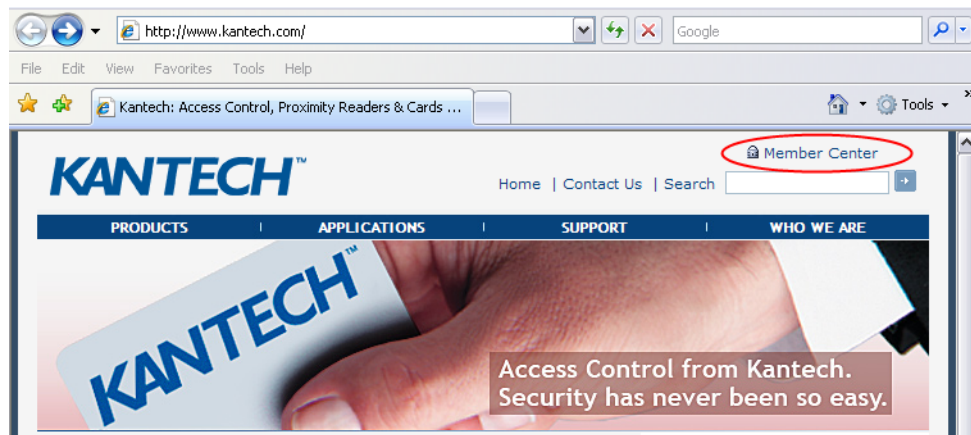 http://www.kantech.com/
Google
File Edit View Favorites Tools Help
Kantech: Access Control, Proximity Readers & Cards ...
Tools
»
Member Center
KANTECH™
Home | Contact Us | Search
PRODUCTS | APPLICATIONS | SUPPORT | WHO WE ARE
KANTECH™
Access Control from Kantech.
Security has never been so easy.